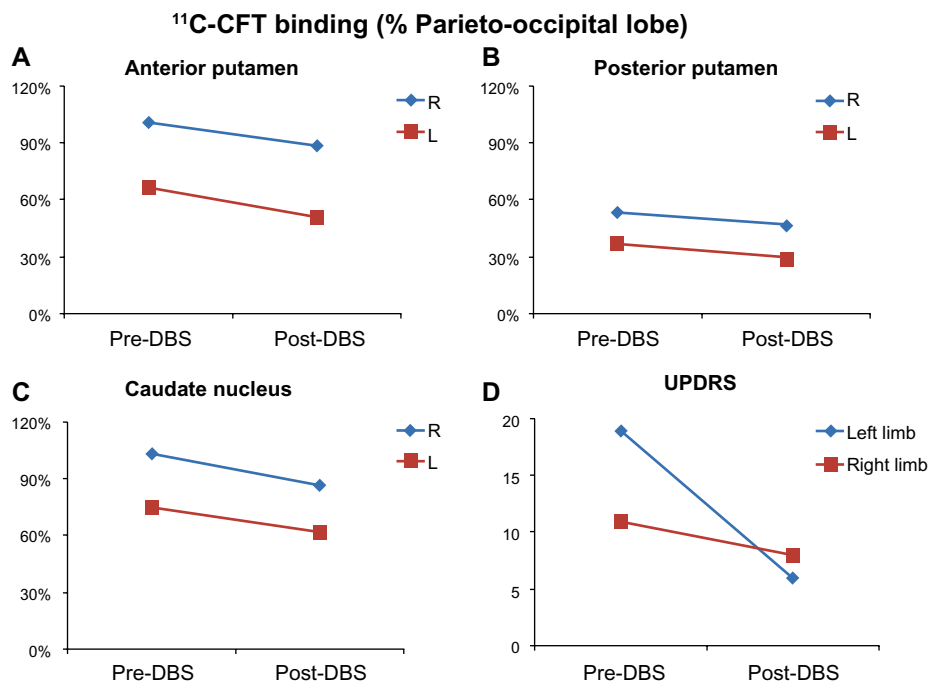 ¹¹C-CFT binding (% Parieto-occipital lobe)
A
Anterior putamen
120%
90%
60%
30%
0%
R
L
Pre-DBS Post-DBS
B
Posterior putamen
120%
90%
60%
30%
0%
R
L
Pre-DBS Post-DBS
C
Caudate nucleus
120%
90%
60%
30%
0%
R
L
Pre-DBS Post-DBS
D
UPDRS
20
15
10
5
0
Left limb
Right limb
Pre-DBS Post-DBS